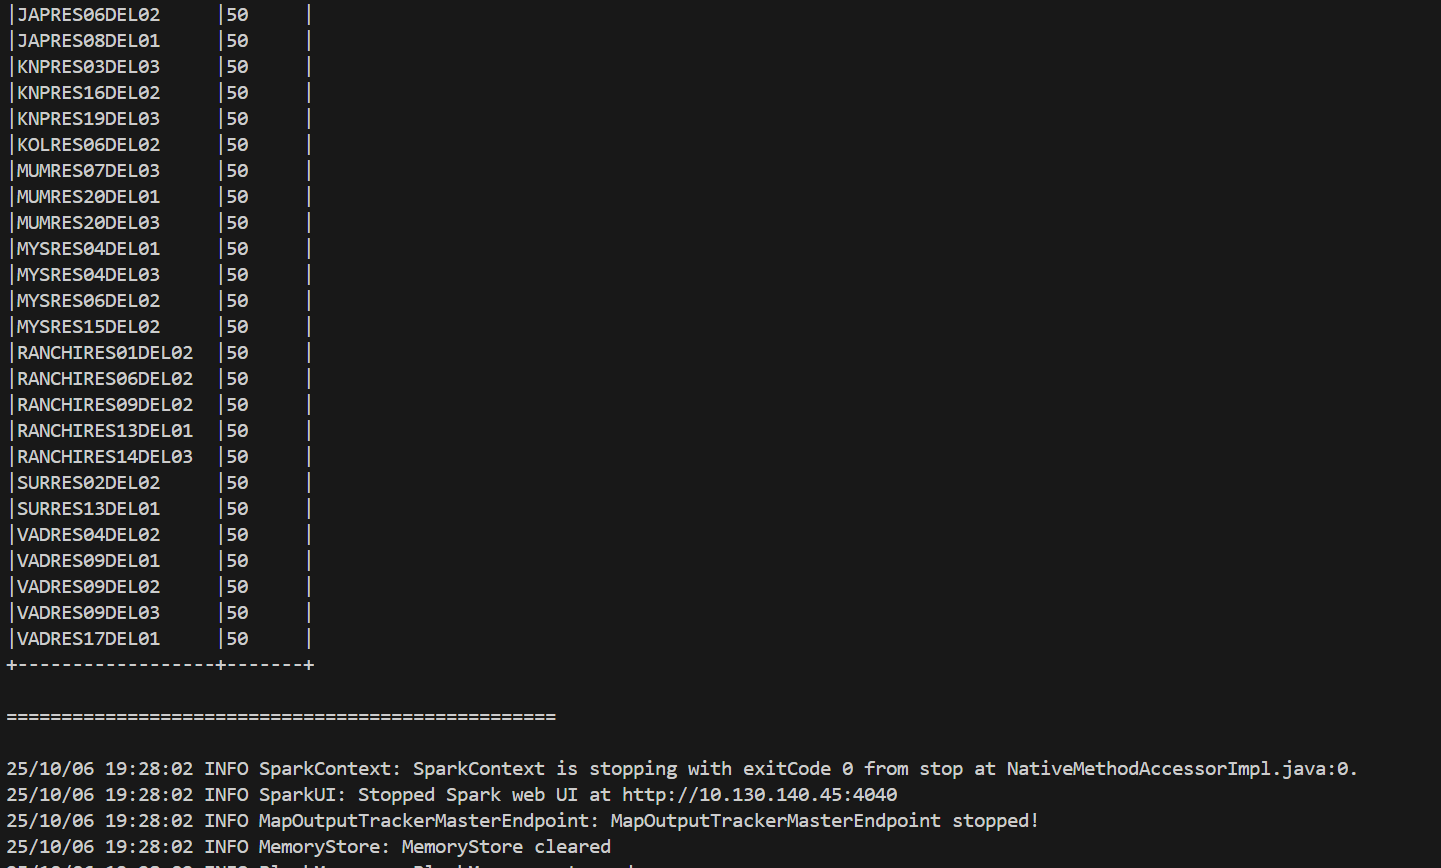 |JAPRES06DEL02     |50     |
|JAPRES08DEL01     |50     |
|KNPRES03DEL03     |50     |
|KNPRES16DEL02     |50     |
|KNPRES19DEL03     |50     |
|KOLRES06DEL02     |50     |
|MUMRES07DEL03     |50     |
|MUMRES20DEL01     |50     |
|MUMRES20DEL03     |50     |
|MYSRES04DEL01     |50     |
|MYSRES04DEL03     |50     |
|MYSRES06DEL02     |50     |
|MYSRES15DEL02     |50     |
|RANCHIRES01DEL02  |50     |
|RANCHIRES06DEL02  |50     |
|RANCHIRES09DEL02  |50     |
|RANCHIRES13DEL01  |50     |
|RANCHIRES14DEL03  |50     |
|SURRES02DEL02     |50     |
|SURRES13DEL01     |50     |
|VADRES04DEL02     |50     |
|VADRES09DEL01     |50     |
|VADRES09DEL02     |50     |
|VADRES09DEL03     |50     |
|VADRES17DEL01     |50     |
+------------------+-------+
==================================================
25/10/06 19:28:02 INFO SparkContext: SparkContext is stopping with exitCode 0 from stop at NativeMethodAccessorImpl.java:0.
25/10/06 19:28:02 INFO SparkUI: Stopped Spark web UI at http://10.130.140.45:4040
25/10/06 19:28:02 INFO MapOutputTrackerMasterEndpoint: MapOutputTrackerMasterEndpoint stopped!
25/10/06 19:28:02 INFO MemoryStore: MemoryStore cleared